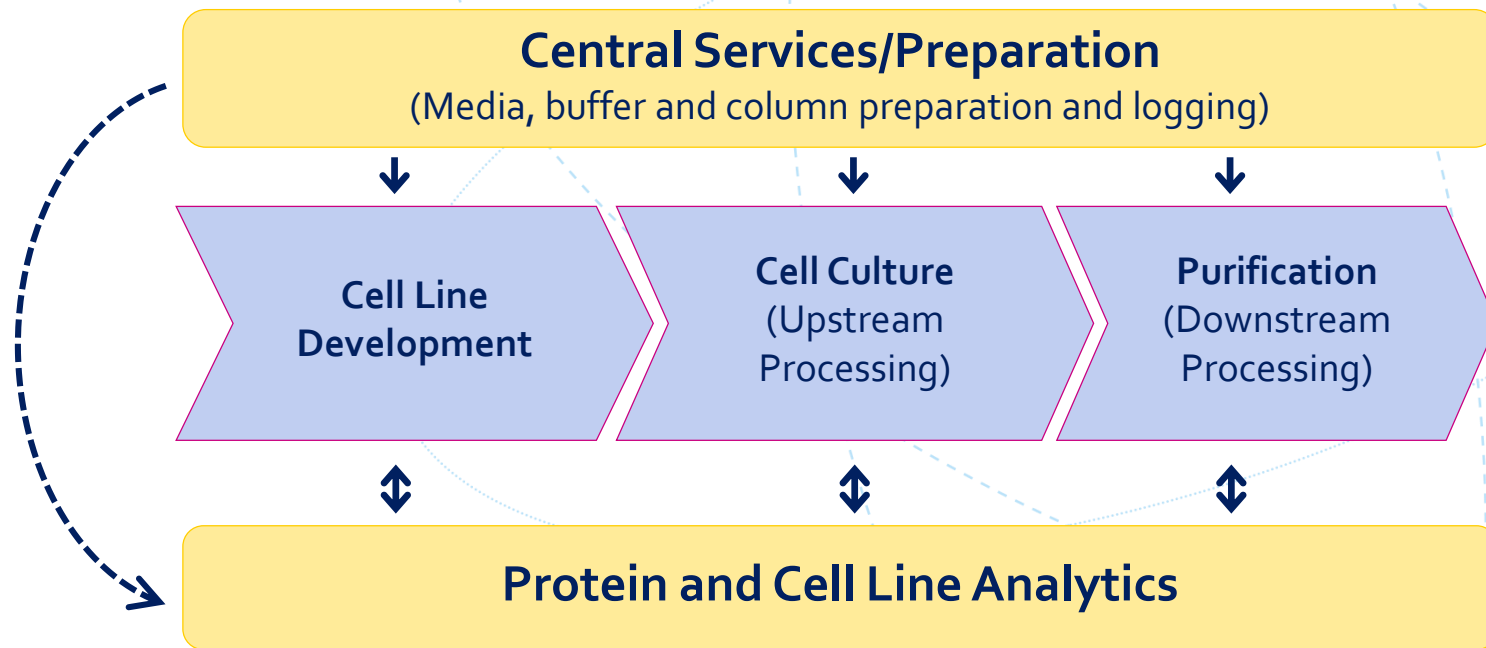 Central Services/Preparation
(Media, buffer and column preparation and logging)
Cell Line
Development
Cell Culture
(Upstream
Processing)
Purification
(Downstream
Processing)
Protein and Cell Line Analytics